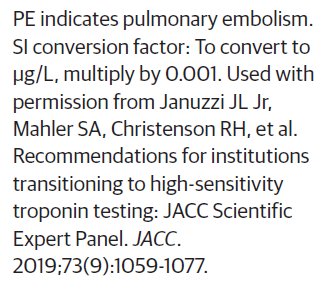 PE indicates pulmonary embolism.
SI conversion factor: To convert to
µg/L, multiply by 0.001. Used with
permission from Januzzi JL Jr,
Mahler SA, Christenson RH, et al.
Recommendations for institutions
transitioning to high-sensitivity
troponin testing: JACC Scientific
Expert Panel. JACC.
2019;73(9):1059-1077.